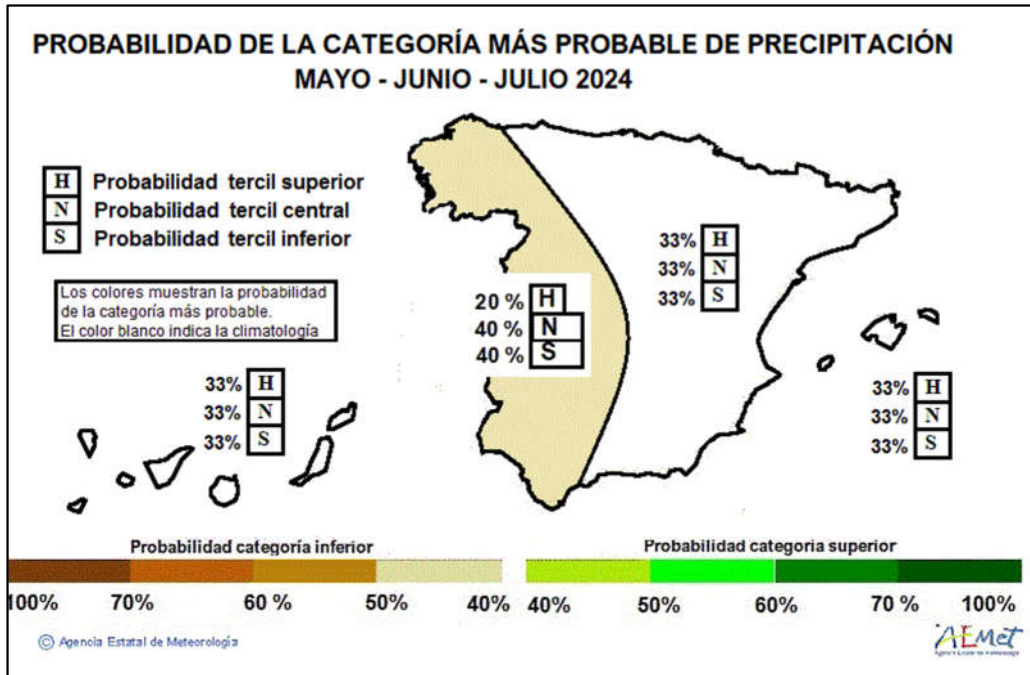 PROBABILIDAD DE LA CATEGORÍA MÁS PROBABLE DE PRECIPITACIÓN
MAYO - JUNIO - JULIO 2024
H Probabilidad tercil superior
N Probabilidad tercil central
S Probabilidad tercil inferior
Los colores muestran la probabilidad
de la categoría más probable.
El color blanco indica la climatología
33% H
33% N
33% S
20 % H
40 % N
40 % S
33% H
33% N
33% S
33% H
33% N
33% S
Probabilidad categoría inferior
100% 70% 60 % 50% 40%
Probabilidad categoria superior
40% 50% 60% 70 % 100%
© Agencia Estatal de Meteorología
AEMet